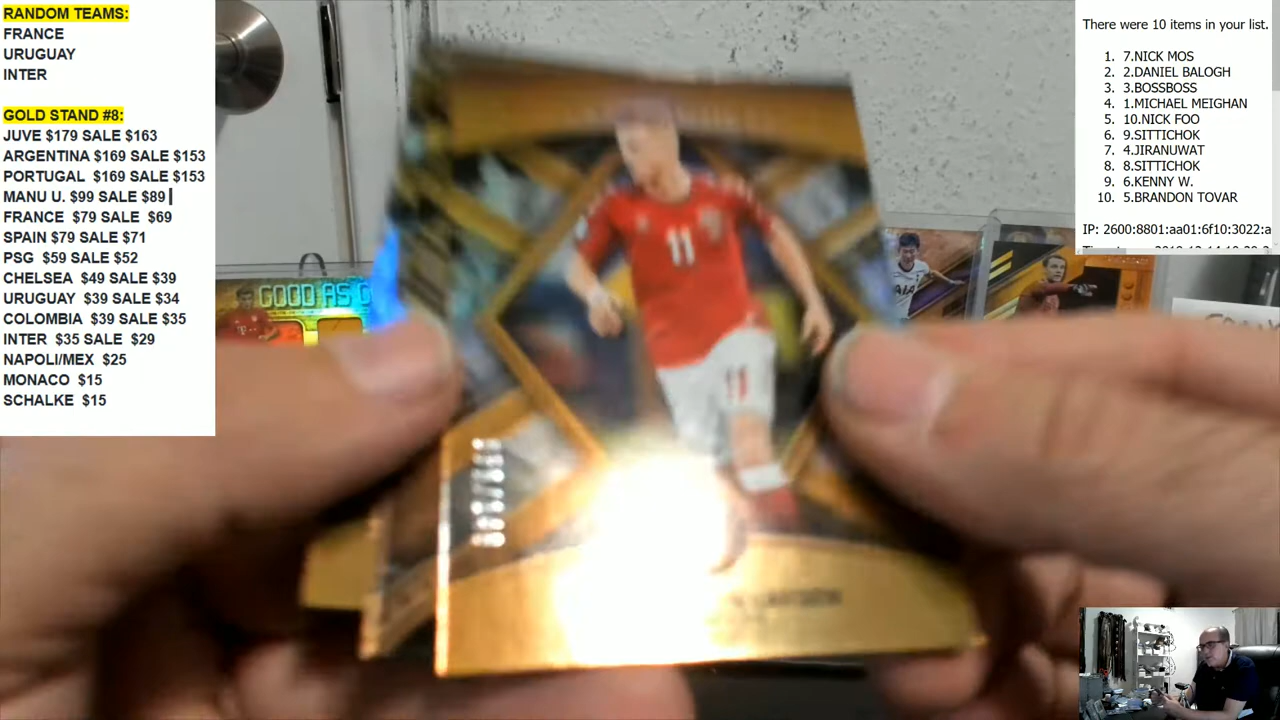 RANDOM TEAMS:
FRANCE
URUGUAY
INTER
GOLD STAND #8:
JUVE $179 SALE $163
ARGENTINA $169 SALE $153
PORTUGAL $169 SALE $153
MANU U. $99 SALE $89
FRANCE $79 SALE $69
SPAIN $79 SALE $71
PSG $59 SALE $52
CHELSEA $49 SALE $39
URUGUAY $39 SALE $34
COLOMBIA $39 SALE $35
INTER $35 SALE $29
NAPOLI/MEX $25
MONACO $15
SCHALKE $15
There were 10 items in your list.
1. 7.NICK MOS
2. 2.DANIEL BALOGH
3. 3.BOSSBOSS
4. 1.MICHAEL MEIGHAN
5. 10.NICK FOO
6. 9.SITTICHOK
7. 4.JIRANUWAT
8. 8.SITTICHOK
9. 6.KENNY W.
10. 5.BRANDON TOVAR
IP: 2600:8801:aa01:6f10:3022:a
GOOD AS
AIA
11
11